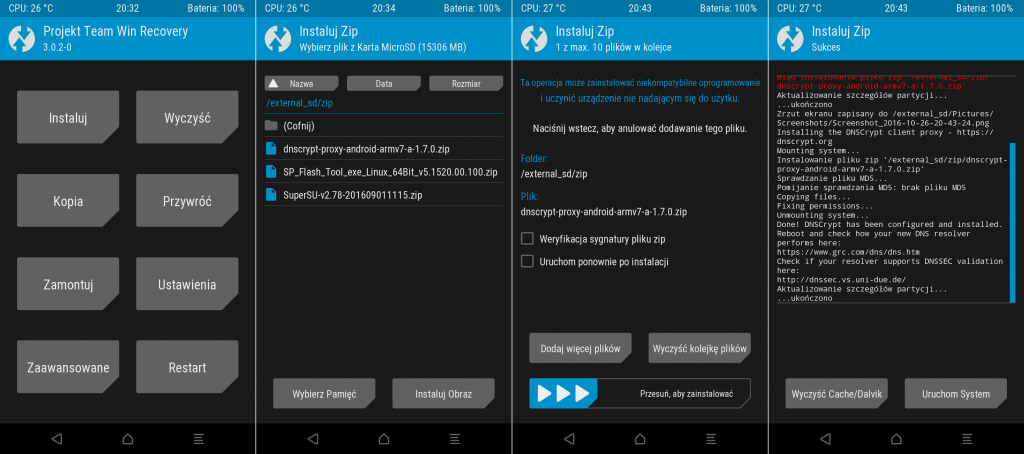 CPU: 26 °C 20:32 Bateria: 100%
Projekt Team Win Recovery
3.0.2-0
Instaluj Wyczyść
Kopia Przywróć
Zamontuj Ustawienia
Zaawansowane Restart
CPU: 26 °C 20:34 Bateria: 100%
Instaluj Zip
Wybierz plik z Karta MicroSD (15306 MB)
Nazwa Data Rozmiar
/external_sd/zip
(Cofnij)
dnscrypt-proxy-android-armv7-a-1.7.0.zip
SP_Flash_Tool_exe_Linux_64Bit_v5.1520.00.100.zip
SuperSU-v2.78-201609011115.zip
Wybierz Pamięć Instaluj Obraz
CPU: 27 °C 20:43 Bateria: 100%
Instaluj Zip
1 z max. 10 plików w kolejce
Ta operacja może zainstalować niekompatybilne oprogramowanie
i uczynić urządzenie nie nadającym się do użytku.
Naciśnij wstecz, aby anulować dodawanie tego pliku.
Folder:
/external_sd/zip
Plik:
dnscrypt-proxy-android-armv7-a-1.7.0.zip
Weryfikacja sygnatury pliku zip
Uruchom ponownie po instalacji
Dodaj więcej plików Wyczyść kolejkę plików
Przesuń, aby zainstalować
CPU: 27 °C 20:43 Bateria: 100%
Instaluj Zip
Sukces
Błąd instalowania pliku zip '/external_sd/zip/
dnscrypt-proxy-android-armv7-a-1.7.0.zip'
Aktualizowanie szczegółów partycji...
...ukończono
Zrzut ekranu zapisany do /external_sd/Pictures/
Screenshots/Screenshot_2016-10-26-20-43-24.png
Installing the DNSCrypt client proxy - https://
dnscrypt.org
Mounting system...
Instalowanie pliku zip '/external_sd/zip/dnscrypt-
proxy-android-armv7-a-1.7.0.zip'
Sprawdzanie pliku MD5...
Pomijanie sprawdzania MD5: brak pliku MD5
Copying files...
Fixing permissions...
Unmounting system...
Done! DNSCrypt has been configured and installed.
Reboot and check how your new DNS resolver
performs here:
https://www.grc.com/dns/dns.htm
Check if your resolver supports DNSSEC validation
here:
http://dnssec.vs.uni-due.de/
Aktualizowanie szczegółów partycji...
...ukończono
Wyczyść Cache/Dalvik Uruchom System